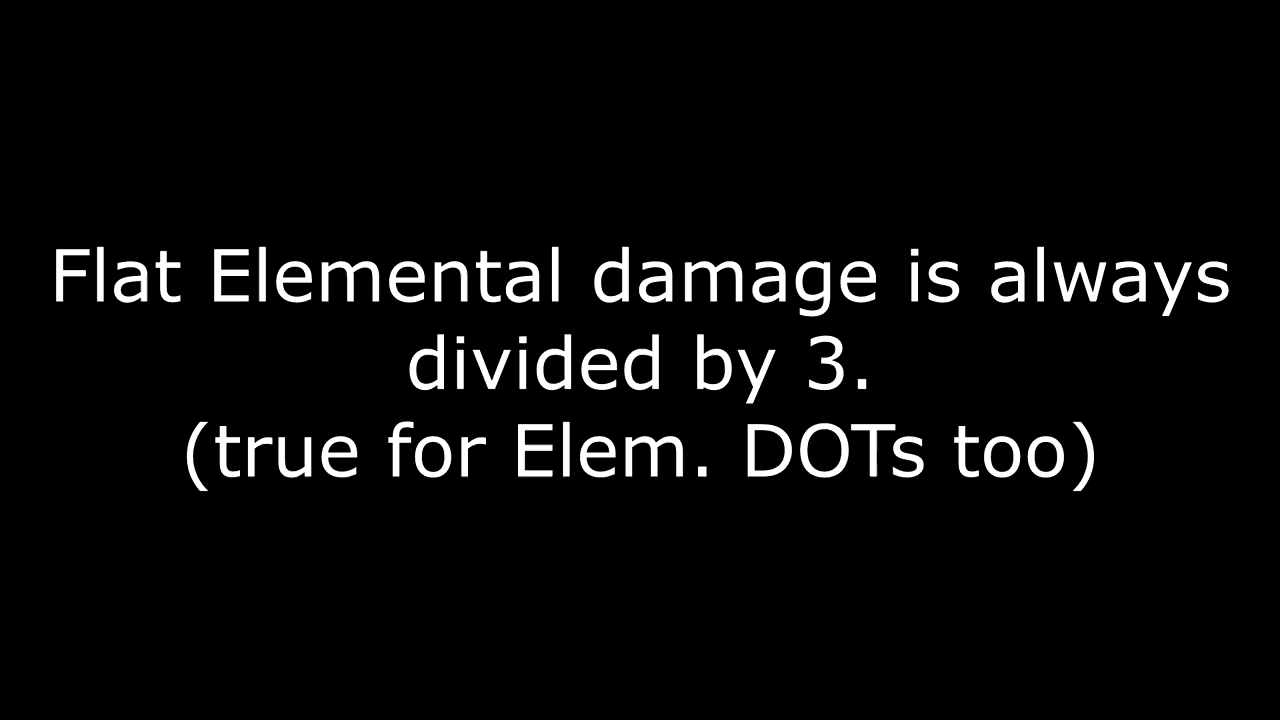 Flat Elemental damage is always
divided by 3.
(true for Elem. DOTs too)